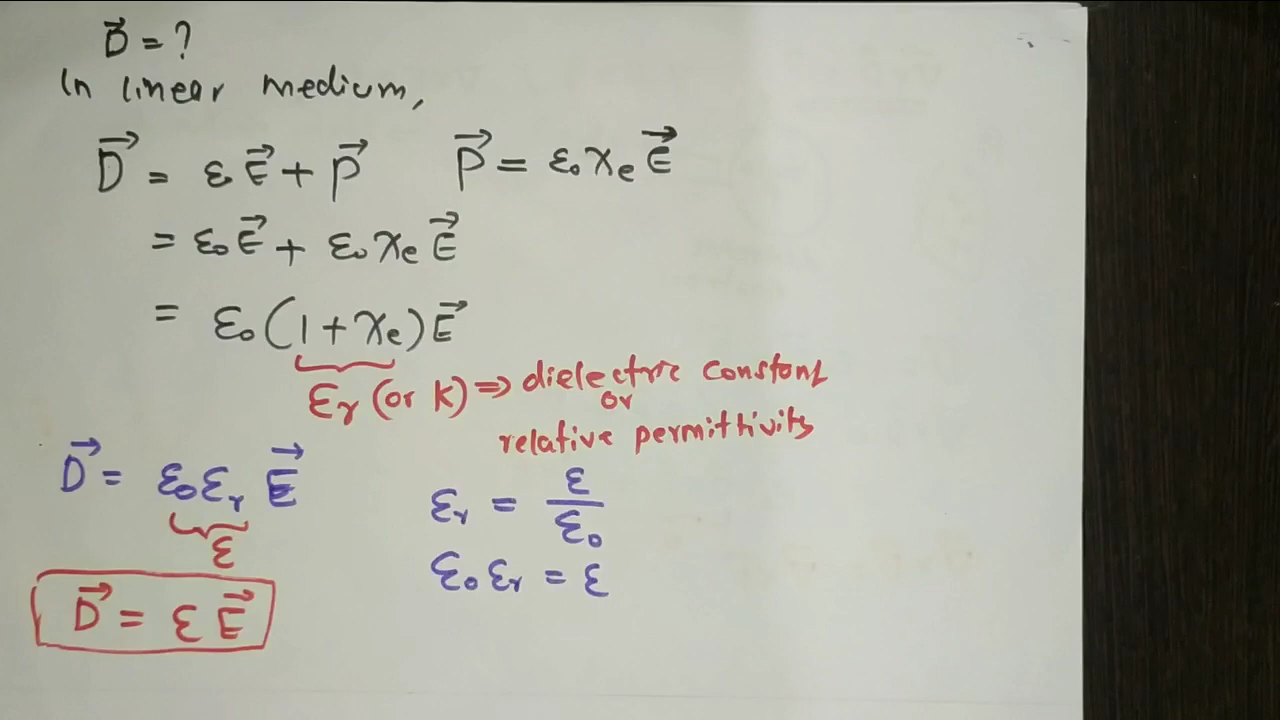 D⃗ = ?
In linear medium,
D⃗ = εE⃗ + P⃗    P⃗ = ε₀χₑE⃗
= ε₀E⃗ + ε₀χₑE⃗
= ε₀(1+χₑ)E⃗
εᵣ (or K) ⇒ dielectric constant
or
relative permittivity
D⃗ = ε₀εᵣ E⃗
ε
D⃗ = εE⃗
εᵣ = ε/ε₀
ε₀εᵣ = ε